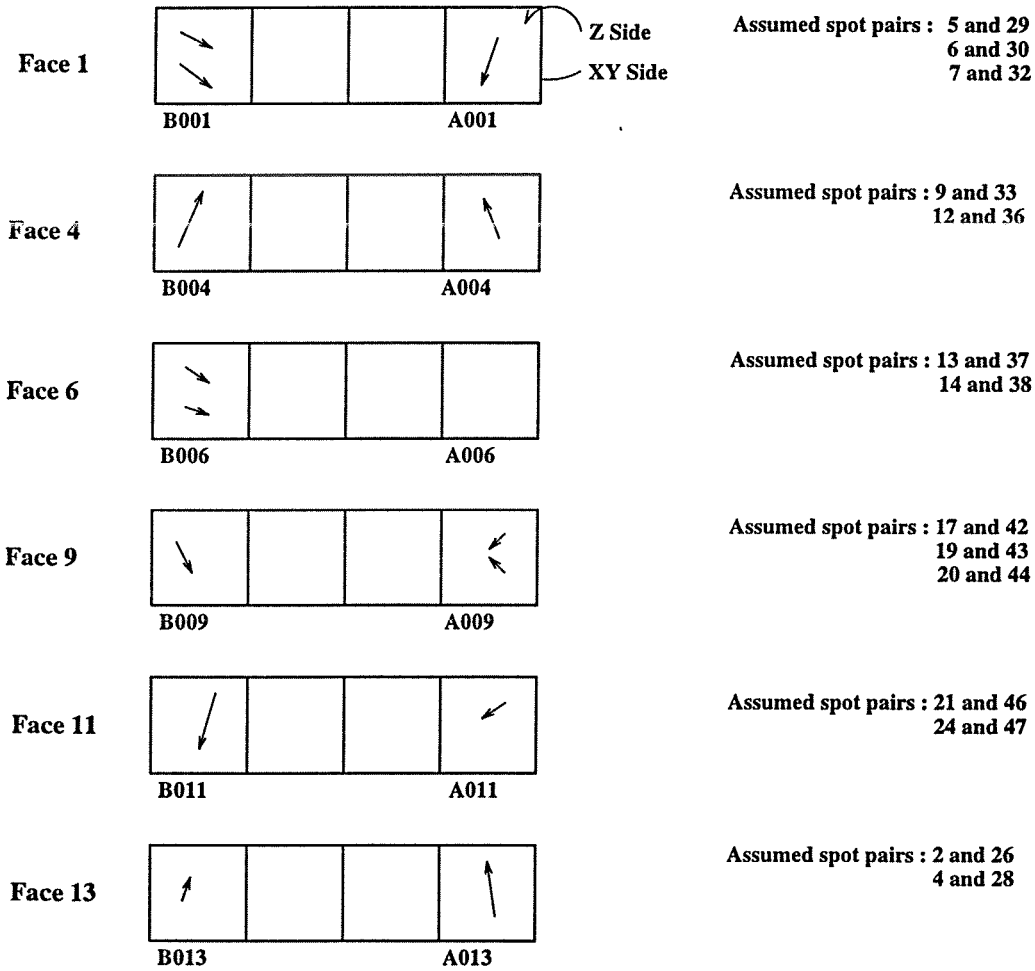 Face 1
Z Side
XY Side
B001
A001
Assumed spot pairs : 5 and 29
6 and 30
7 and 32
Face 4
B004
A004
Assumed spot pairs : 9 and 33
12 and 36
Face 6
B006
A006
Assumed spot pairs : 13 and 37
14 and 38
Face 9
B009
A009
Assumed spot pairs : 17 and 42
19 and 43
20 and 44
Face 11
B011
A011
Assumed spot pairs : 21 and 46
24 and 47
Face 13
B013
A013
Assumed spot pairs : 2 and 26
4 and 28